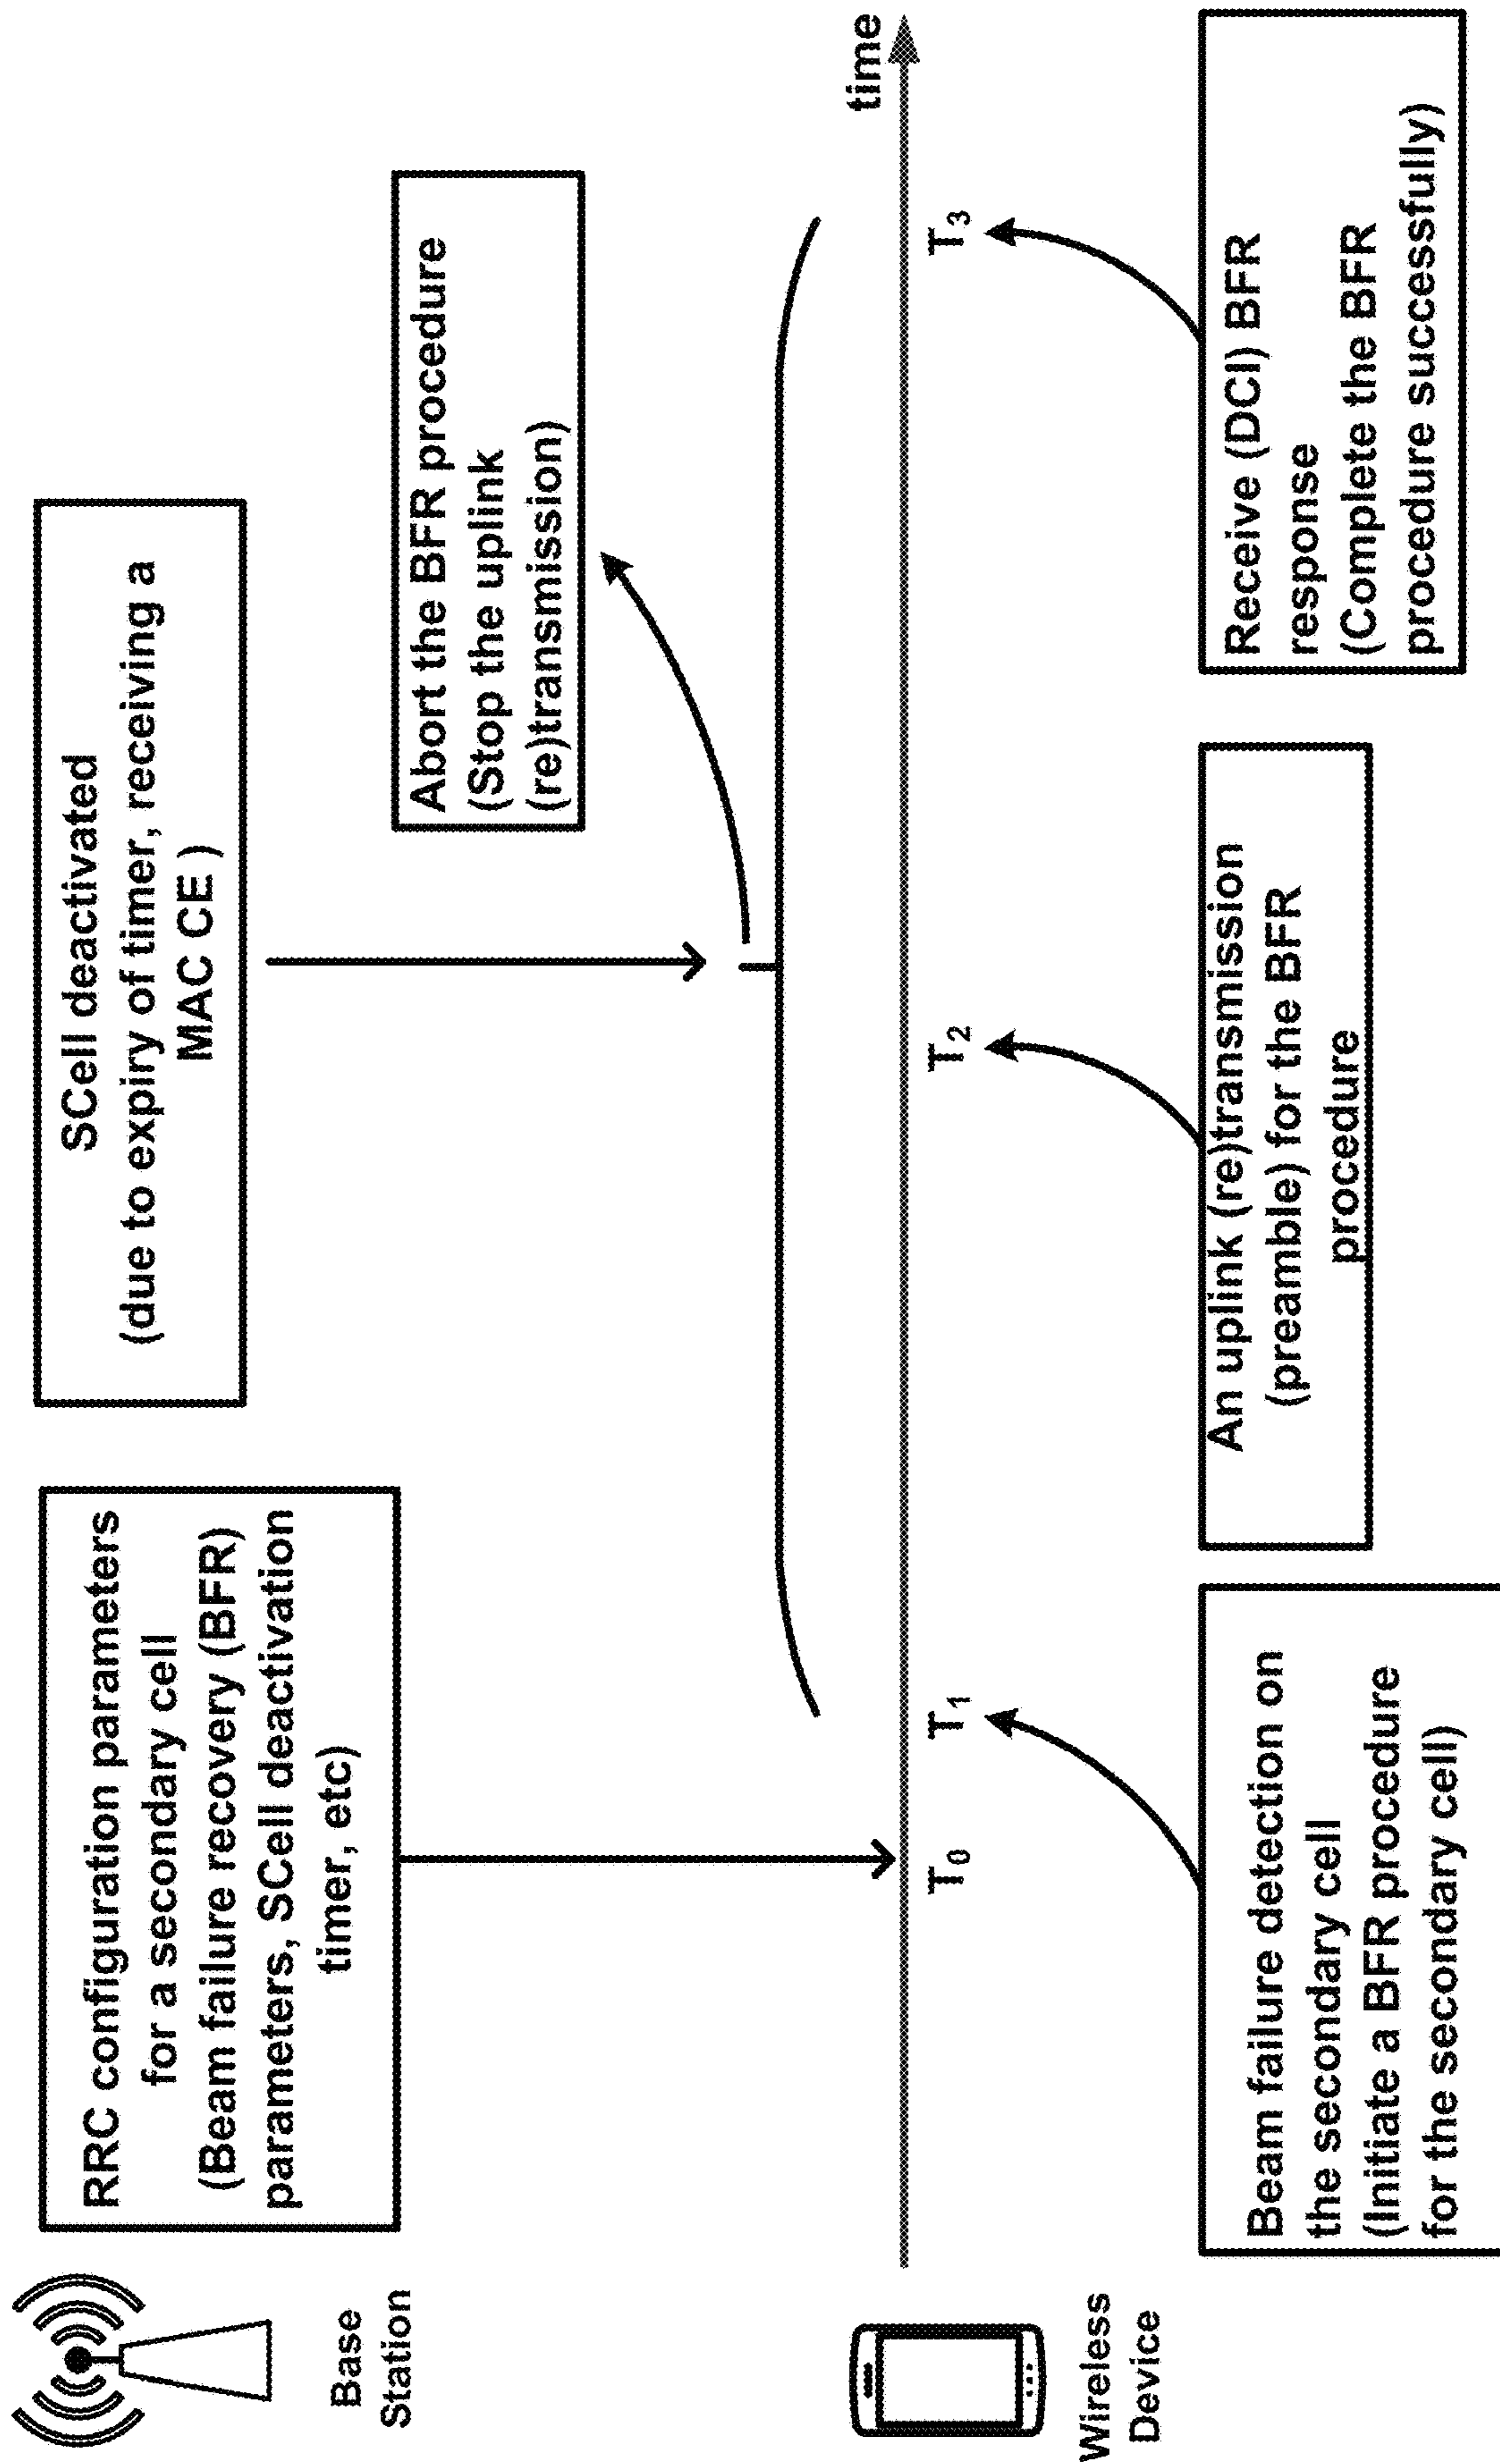 Base
Station
RRC configuration parameters
for a secondary cell
(Beam failure recovery (BFR)
parameters, SCell deactivation
timer, etc)
SCell deactivated
(due to expiry of timer, receiving a
MAC CE )
Abort the BFR procedure
(Stop the uplink
(re)transmission)
time
Wireless
Device
T0
T1
T2
T3
Beam failure detection on
the secondary cell
(Initiate a BFR procedure
for the secondary cell)
An uplink (re)transmission
(preamble) for the BFR
procedure
Receive (DCI) BFR
response
(Complete the BFR
procedure successfully)